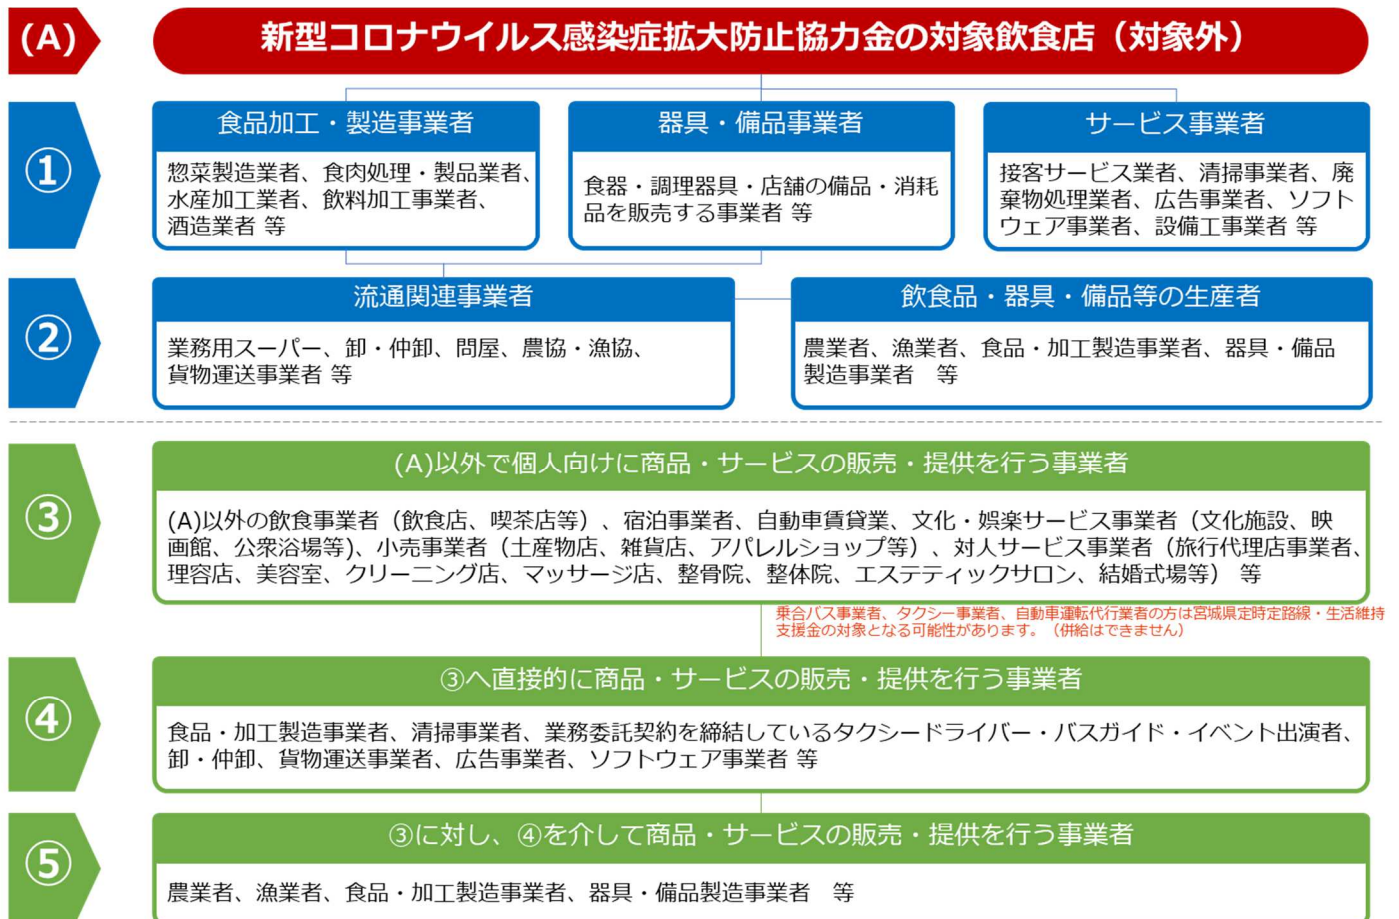 (A)
新型コロナウイルス感染症拡大防止協力金の対象飲食店（対象外）
①
食品加工・製造事業者
惣菜製造業者、食肉処理・製品業者、
水産加工業者、飲料加工事業者、
酒造業者 等
器具・備品事業者
食器・調理器具・店舗の備品・消耗
品を販売する事業者 等
サービス事業者
接客サービス業者、清掃事業者、廃
棄物処理業者、広告事業者、ソフト
ウェア事業者、設備工事業者 等
②
流通関連事業者
業務用スーパー、卸・仲卸、問屋、農協・漁協、
貨物運送事業者 等
飲食品・器具・備品等の生産者
農業者、漁業者、食品・加工製造事業者、器具・備品
製造事業者　等
③
(A)以外で個人向けに商品・サービスの販売・提供を行う事業者
(A)以外の飲食事業者（飲食店、喫茶店等）、宿泊事業者、自動車賃貸業、文化・娯楽サービス事業者（文化施設、映
画館、公衆浴場等)、小売事業者（土産物店、雑貨店、アパレルショップ等）、対人サービス事業者（旅行代理店事業者、
理容店、美容室、クリーニング店、マッサージ店、整骨院、整体院、エステティックサロン、結婚式場等） 等
乗合バス事業者、タクシー事業者、自動車運転代行業者の方は宮城県定時定路線・生活維持
支援金の対象となる可能性があります。（併給はできません）
④
③へ直接的に商品・サービスの販売・提供を行う事業者
食品・加工製造事業者、清掃事業者、業務委託契約を締結しているタクシードライバー・バスガイド・イベント出演者、
卸・仲卸、貨物運送事業者、広告事業者、ソフトウェア事業者 等
⑤
③に対し、④を介して商品・サービスの販売・提供を行う事業者
農業者、漁業者、食品・加工製造事業者、器具・備品製造事業者　等